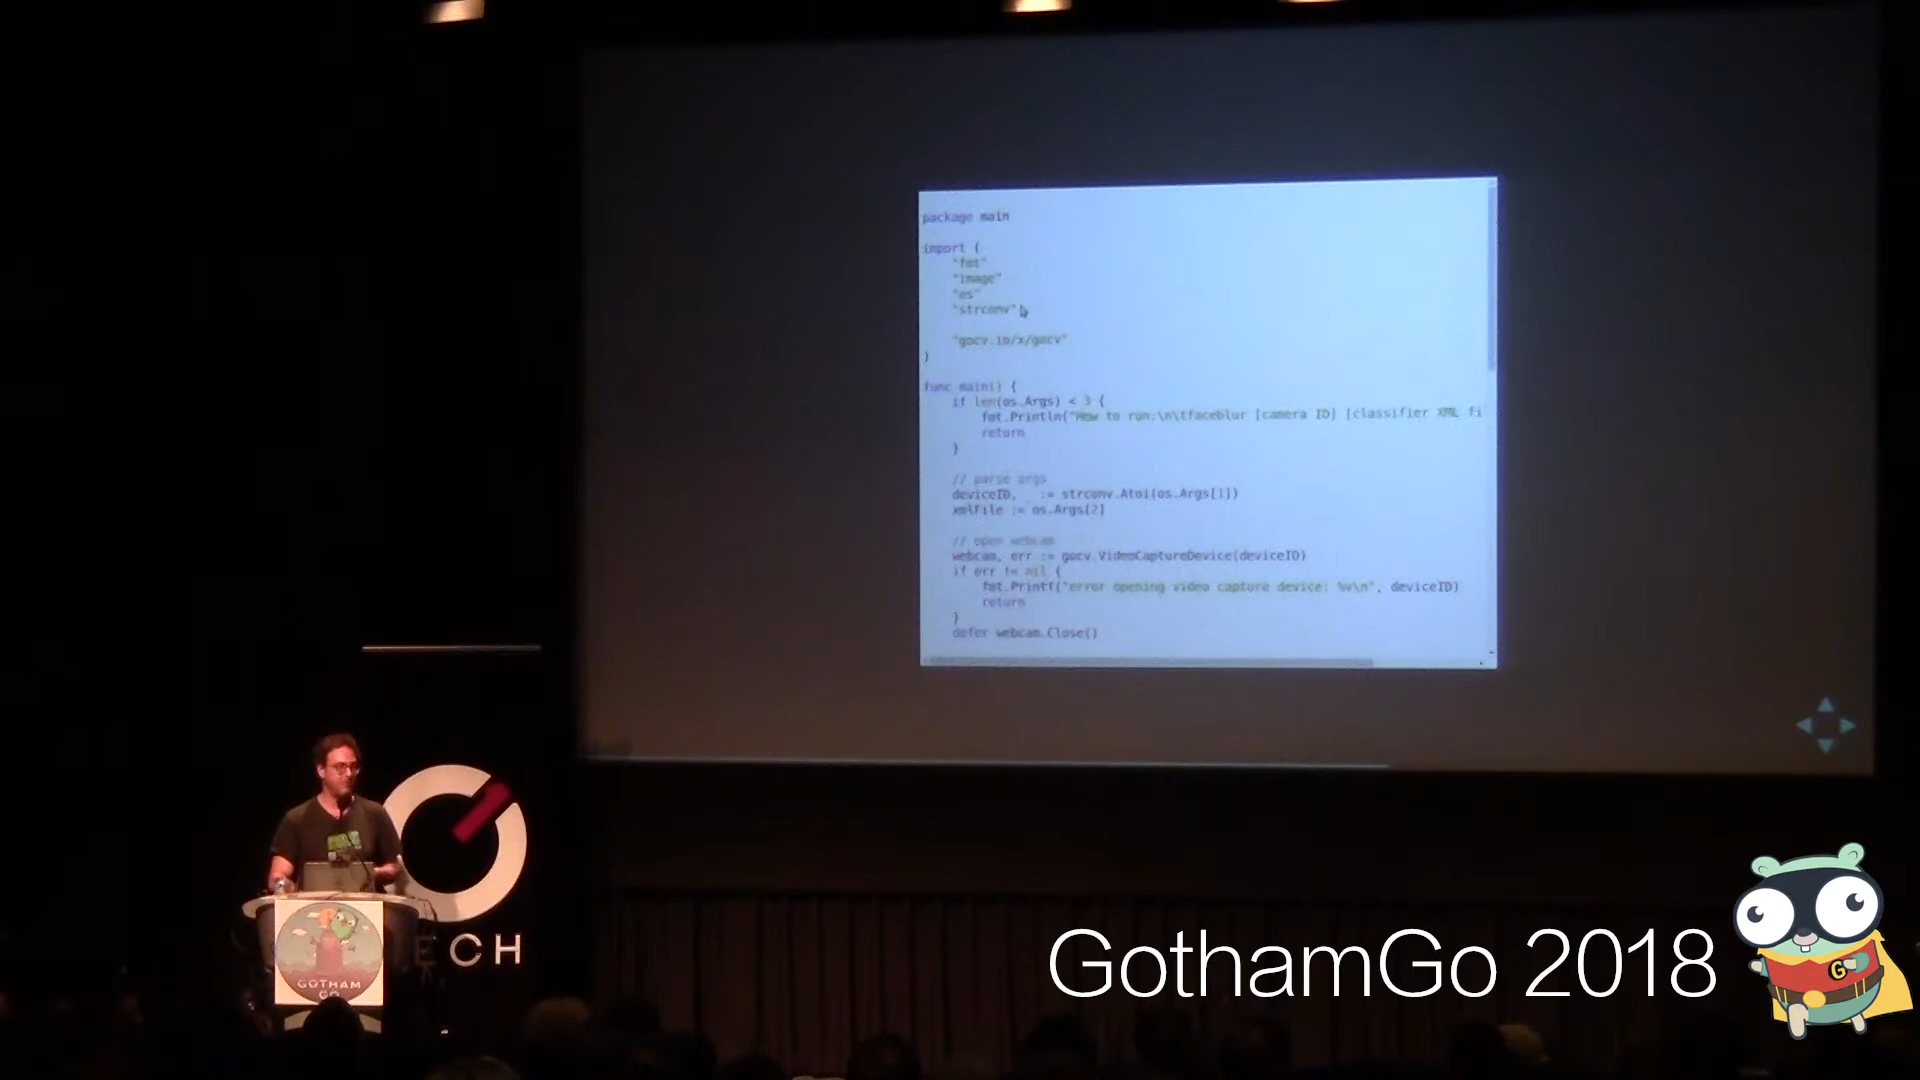 package main
import (
"fmt"
"image"
"os"
"strconv"
"gocv.io/x/gocv"
)
func main() {
if len(os.Args) < 3 {
fmt.Println("How to run:\n\tfaceblur [camera ID] [classifier XML fi
return
}
// parse args
deviceID, _ := strconv.Atoi(os.Args[1])
xmlFile := os.Args[2]
// open webcam
webcam, err := gocv.VideoCaptureDevice(deviceID)
if err != nil {
fmt.Printf("error opening video capture device: %v\n", deviceID)
return
}
defer webcam.Close()
ECH
GOTHAM
GO
GothamGo 2018
G